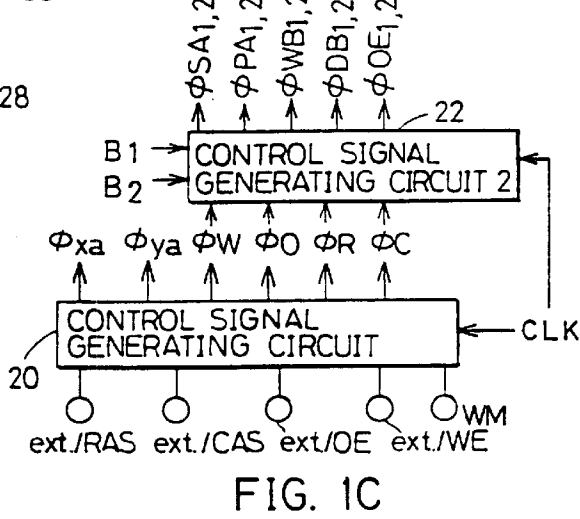 ΦSA1,2 ΦPA1,2 ΦWB1,2 ΦDB1,2 ΦOE1,2
28
22
B1
B2
CONTROL SIGNAL
GENERATING CIRCUIT 2
Φxa Φya ΦW ΦO ΦR ΦC
CONTROL SIGNAL
GENERATING CIRCUIT
CLK
20
WM
ext./RAS ext./CAS ext/OE ext./WE
FIG. 1C